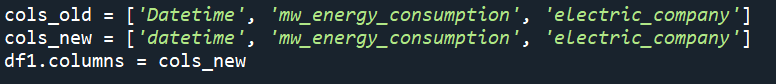 cols_old = ['Datetime', 'mw_energy_consumption', 'electric_company']
cols_new = ['datetime', 'mw_energy_consumption', 'electric_company']
df1.columns = cols_new